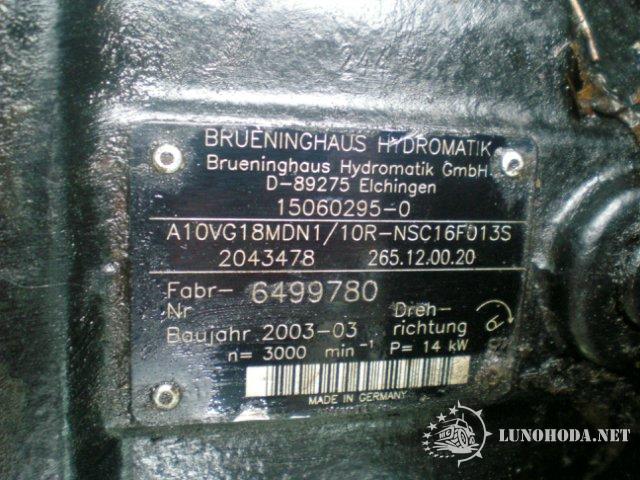 BRUENINGHAUS HYDROMATIK
Brueninghaus Hydromatik GmbH.
D-89275 Elchingen
15060295-0
A10VG18MDN1/10R-NSC16F013S
2043478 265.12.00.20
Fabr- 6499780
Nr
Dreh-
richtung
Baujahr 2003-03
n= 3000 min-1 P= 14 kW
MADE IN GERMANY
LUNOHODA.NET